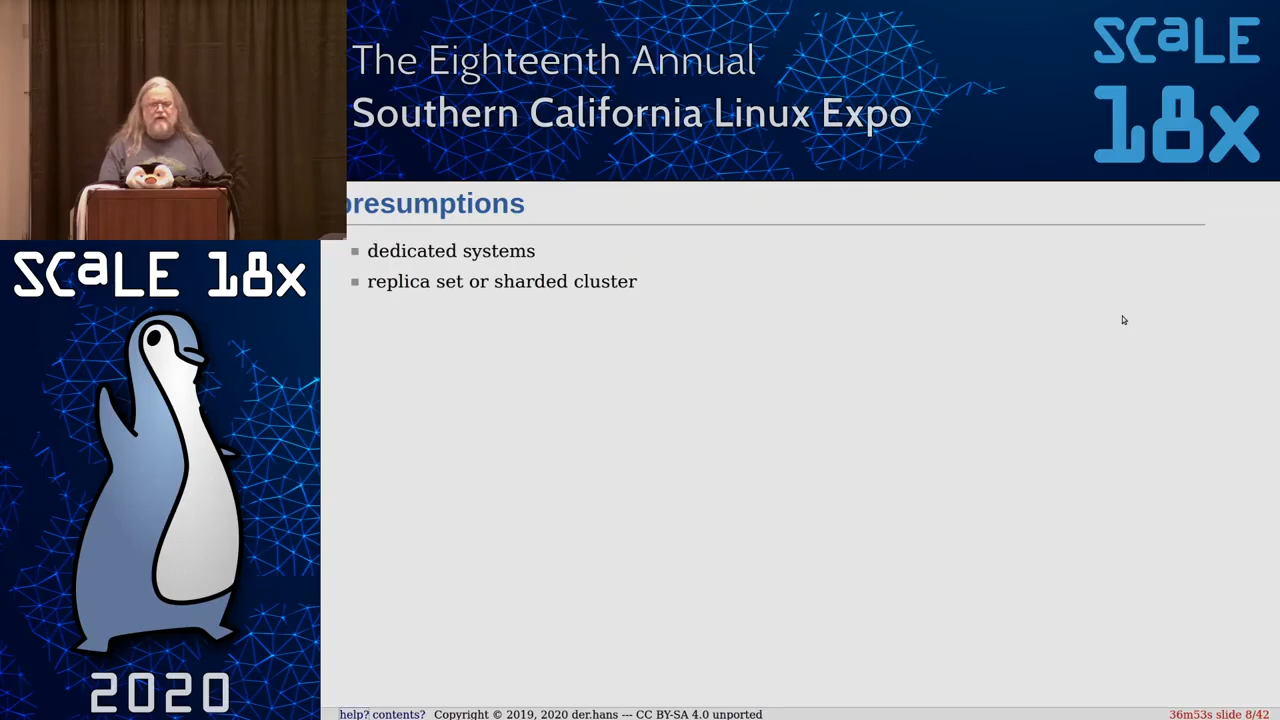 The Eighteenth Annual
Southern California Linux Expo
SCaLE
18x
presumptions
dedicated systems
replica set or sharded cluster
SCaLE 18x
2020
help? contents? Copyright © 2019, 2020 der.hans --- CC BY-SA 4.0 unported
36m53s slide 8/42